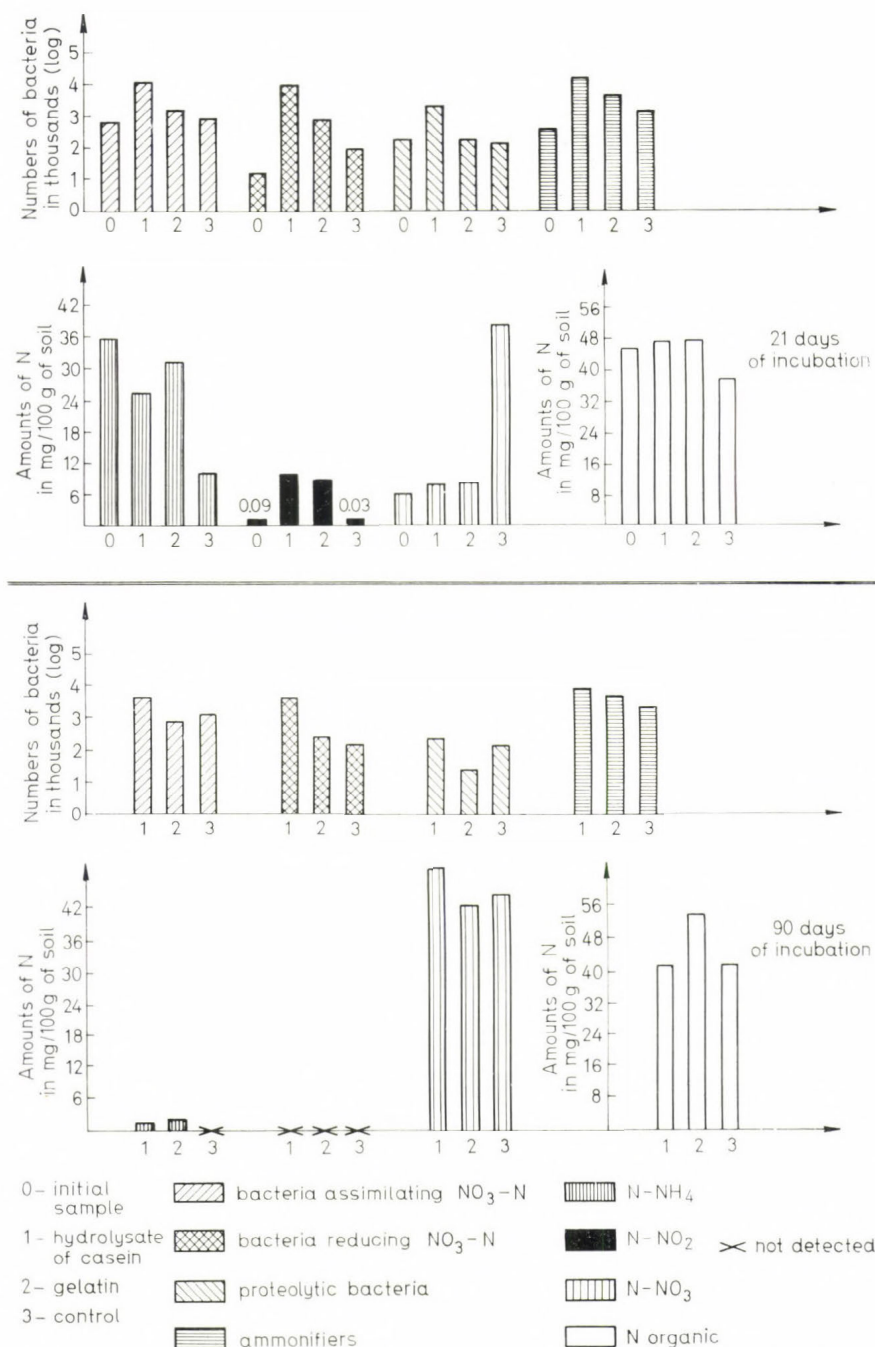 Numbers of bacteria
in thousands (log)
5
4
3
2
1
0
0 1 2 3 0 1 2 3 0 1 2 3 0 1 2 3
Amounts of N
in mg/100 g of soil
42
36
30
24
18
12
6
0.09
0.03
0 1 2 3 0 1 2 3 0 1 2 3
Amounts of N
in mg/100 g of soil
56
48
40
32
24
16
8
0 1 2 3
21 days
of incubation
Numbers of bacteria
in thousands (log)
5
4
3
2
1
0
1 2 3 1 2 3 1 2 3 1 2 3
Amounts of N
in mg/100 g of soil
42
36
30
24
18
12
6
1 2 3 1 2 3 1 2 3
Amounts of N
in mg/100 g of soil
56
48
40
32
24
16
8
1 2 3
90 days
of incubation
0- initial
sample
1- hydrolysate
of casein
2- gelatin
3- control
bacteria assimilating NO3-N
bacteria reducing NO3-N
proteolytic bacteria
ammonifiers
N-NH4
N-NO2
N-NO3
N organic
not detected